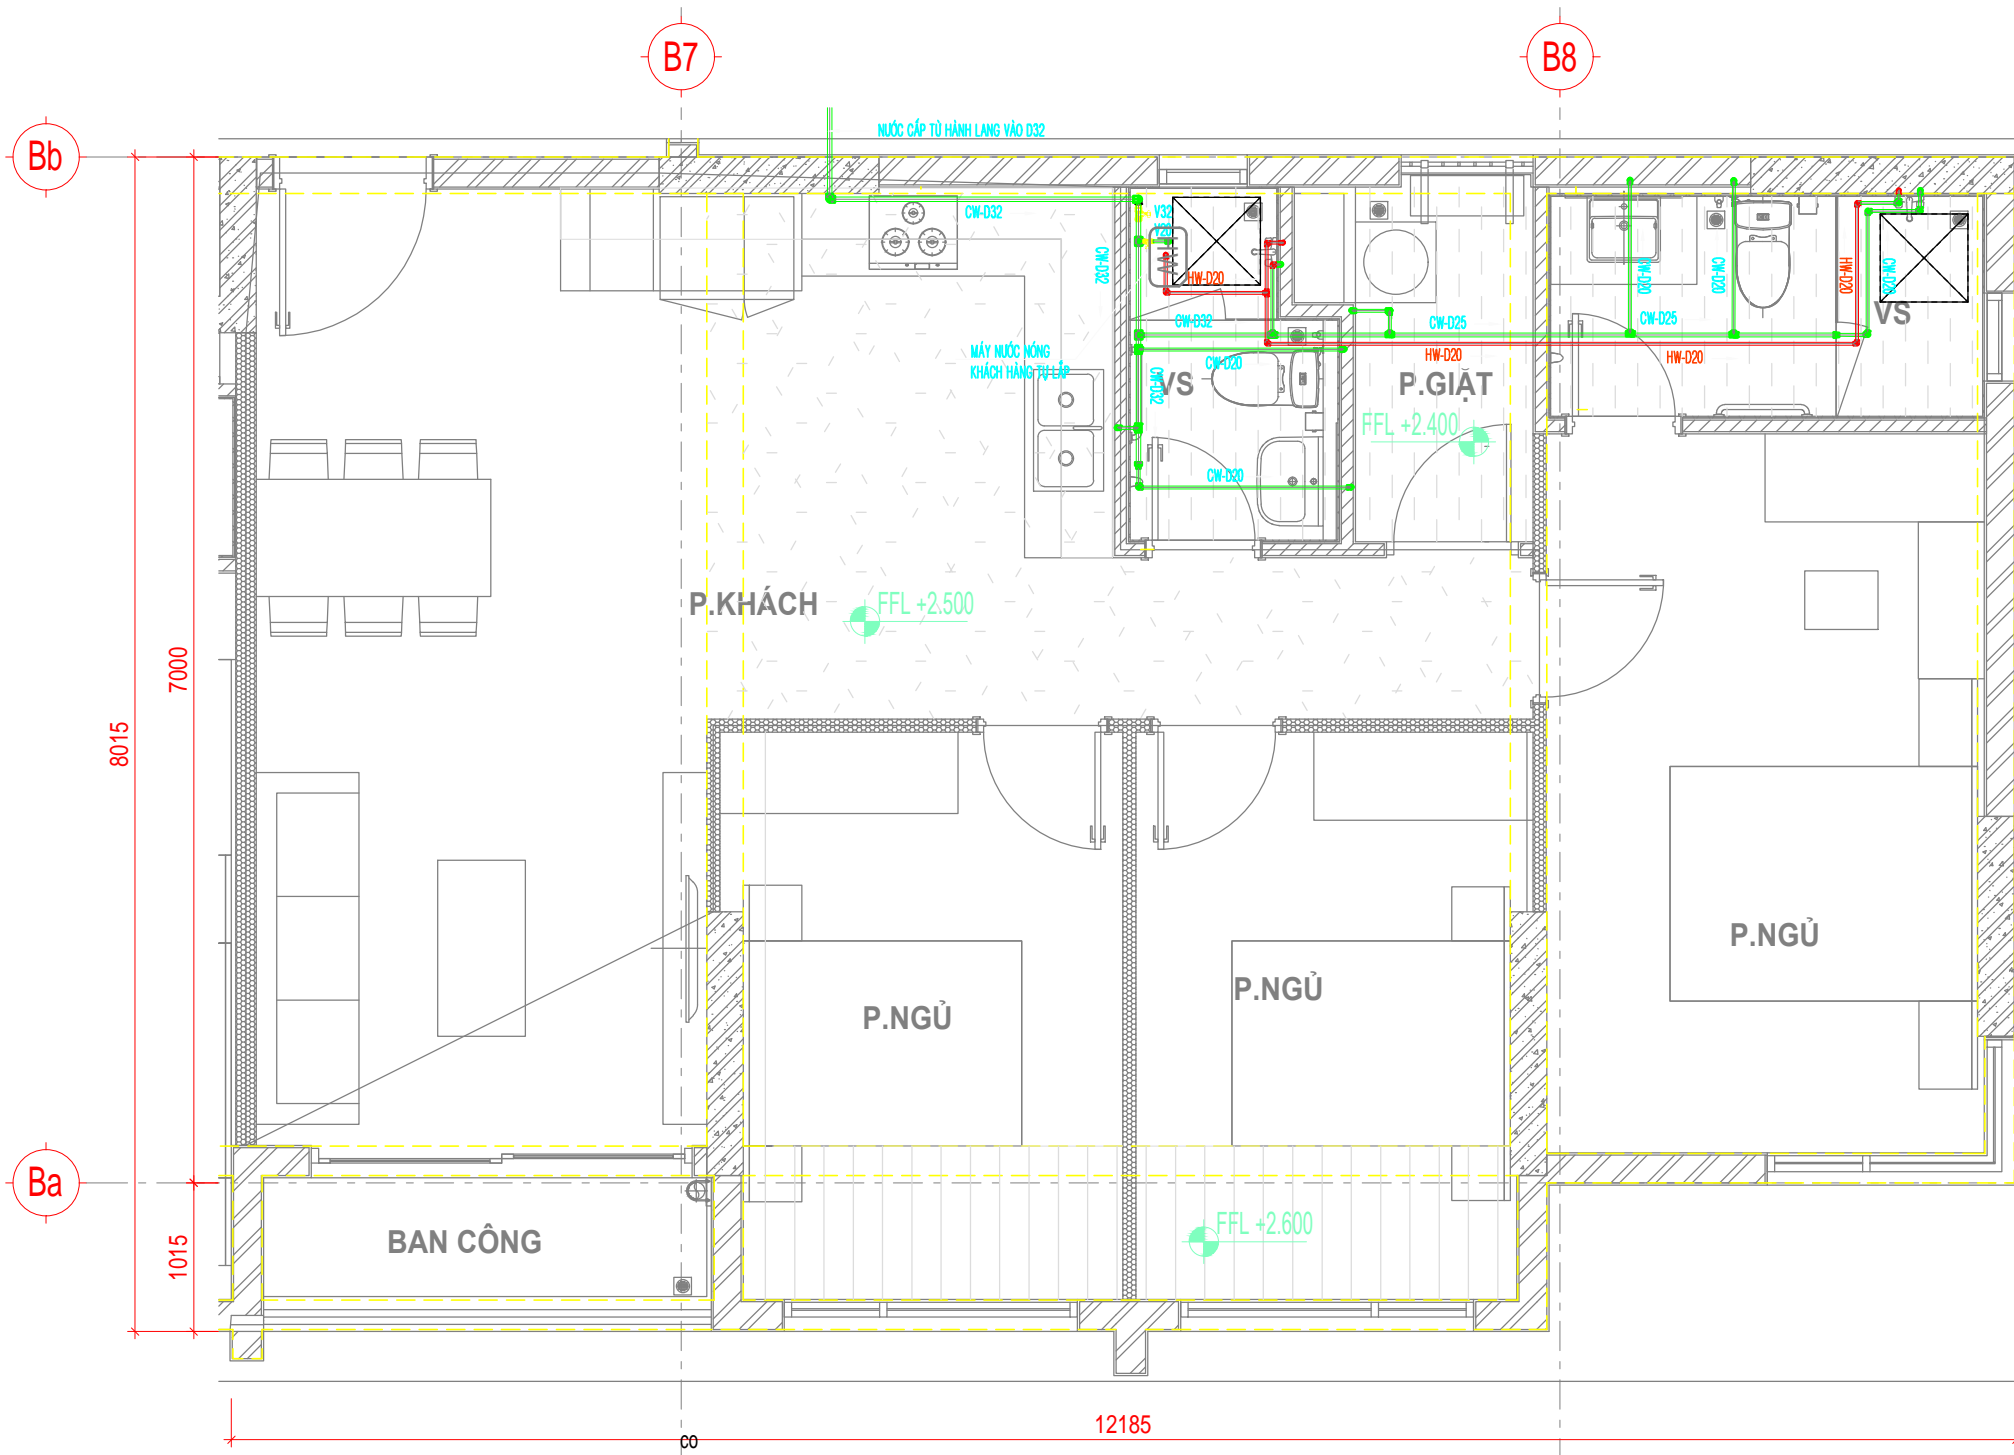 B7
B8
Bb
NƯỚC CẤP TỪ HÀNH LANG VÀO D32
CW-D32
V32
V20
CW-D32
HW-D20
CW-D32
CW-D25
CW-D20
CW-D20
CW-D25
HW-D20
CW-D20
VS
MÁY NƯỚC NÓNG
KHÁCH HÀNG TỰ LẮP
CW-D20
HW-D20
HW-D20
VS
CW-D32
P.GIẶT
FFL +2.400
CW-D20
P.KHÁCH
FFL +2.500
7000
8015
P.NGỦ
P.NGỦ
P.NGỦ
Ba
BAN CÔNG
FFL +2.600
1015
12185
CO